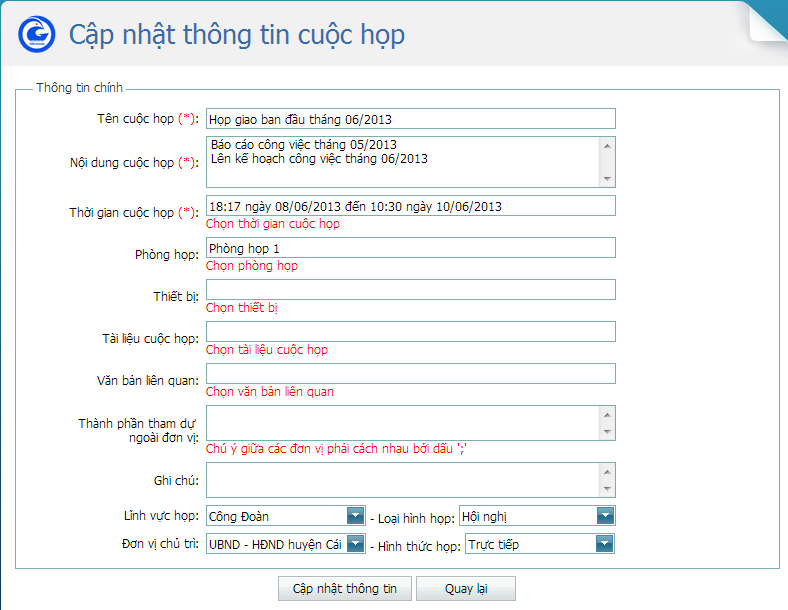 Cập nhật thông tin cuộc họp
Thông tin chính
Tên cuộc họp (*): Họp giao ban đầu tháng 06/2013
Nội dung cuộc họp (*): Báo cáo công việc tháng 05/2013
Lên kế hoạch công việc tháng 06/2013
Thời gian cuộc họp (*): 18:17 ngày 08/06/2013 đến 10:30 ngày 10/06/2013
Chọn thời gian cuộc họp
Phòng họp: Phòng họp 1
Chọn phòng họp
Thiết bị:
Chọn thiết bị
Tài liệu cuộc họp:
Chọn tài liệu cuộc họp
Văn bản liên quan:
Chọn văn bản liên quan
Thành phần tham dự
ngoài đơn vị:
Chú ý giữa các đơn vị phải cách nhau bởi dấu ';'
Ghi chú:
Lĩnh vực họp: Công Đoàn - Loại hình họp: Hội nghị
Đơn vị chủ trì: UBND - HĐND huyện Cái - Hình thức họp: Trực tiếp
Cập nhật thông tin Quay lại